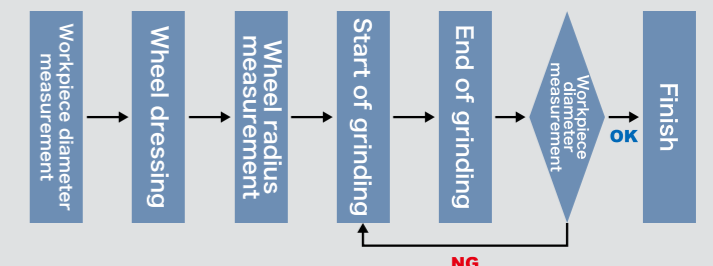 Workpiece diameter
measurement
Wheel dressing
Wheel radius
measurement
Start of grinding
End of grinding
Workpiece
diameter
measurement
OK
Finish
NG